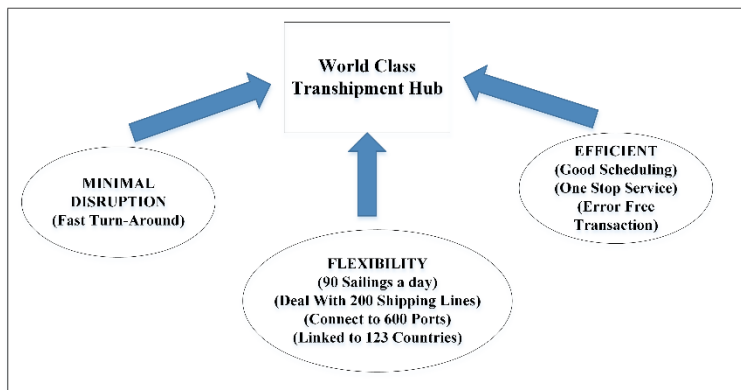 World Class
Transhipment Hub
MINIMAL
DISRUPTION
(Fast Turn-Around)
FLEXIBILITY
(90 Sailings a day)
(Deal With 200 Shipping Lines)
(Connect to 600 Ports)
(Linked to 123 Countries)
EFFICIENT
(Good Scheduling)
(One Stop Service)
(Error Free
Transaction)